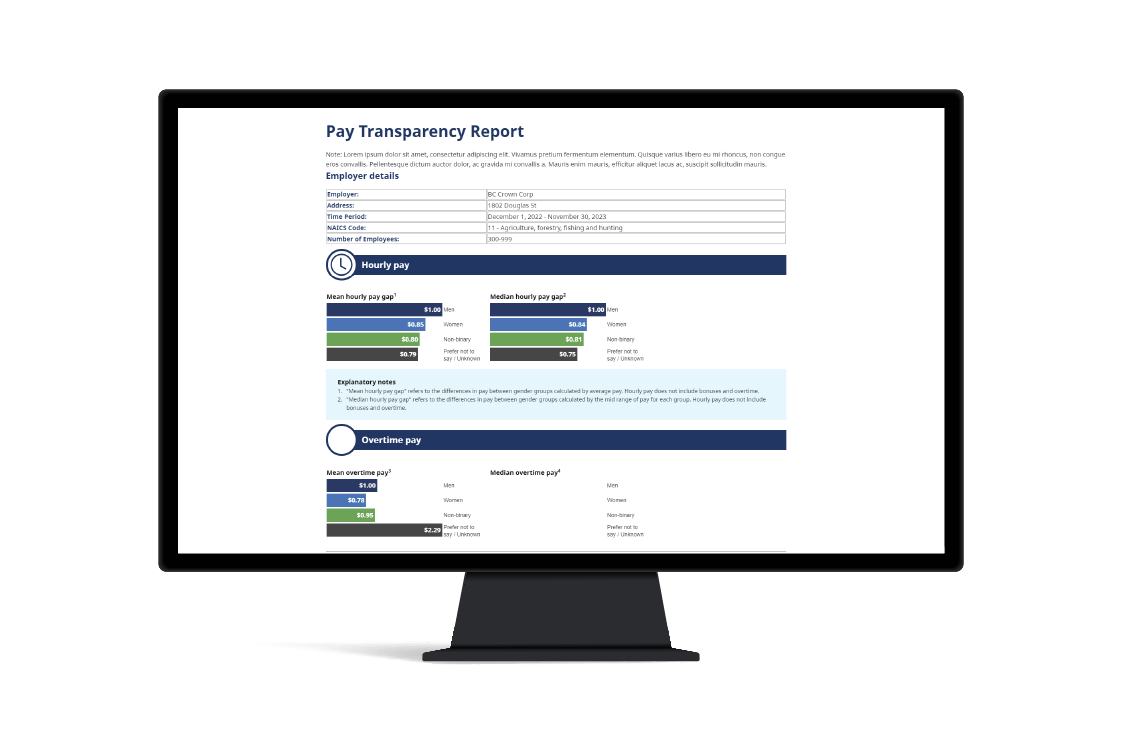 Pay Transparency Report
Note: Lorem ipsum dolor sit amet, consectetur adipiscing elit. Vivamus pretium fermentum elementum. Quisque varius libero eu mi rhoncus, non congue
eros convallis. Pellentesque dictum auctor dolor, ac gravida mi convallis a. Mauris enim mauris, efficitur aliquet lacus ac, suscipit sollicitudin mauris.
Employer details
Employer: BC Crown Corp
Address: 1802 Douglas St
Time Period: December 1, 2022 - November 30, 2023
NAICS Code: 11 - Agriculture, forestry, fishing and hunting
Number of Employees: 300-999
Hourly pay
Mean hourly pay gap1 Median hourly pay gap2
$1.00 Men $1.00 Men
$0.85 Women $0.84 Women
$0.80 Non-binary $0.81 Non-binary
$0.79 Prefer not to say / Unknown $0.75 Prefer not to say / Unknown
Explanatory notes
1. "Mean hourly pay gap" refers to the differences in pay between gender groups calculated by average pay. Hourly pay does not include bonuses and overtime.
2. "Median hourly pay gap" refers to the differences in pay between gender groups calculated by the mid range of pay for each group. Hourly pay does not include
bonuses and overtime.
Overtime pay
Mean overtime pay3 Median overtime pay4
$1.00 Men Men
$0.78 Women Women
$0.95 Non-binary Non-binary
$2.29 Prefer not to say / Unknown Prefer not to say / Unknown